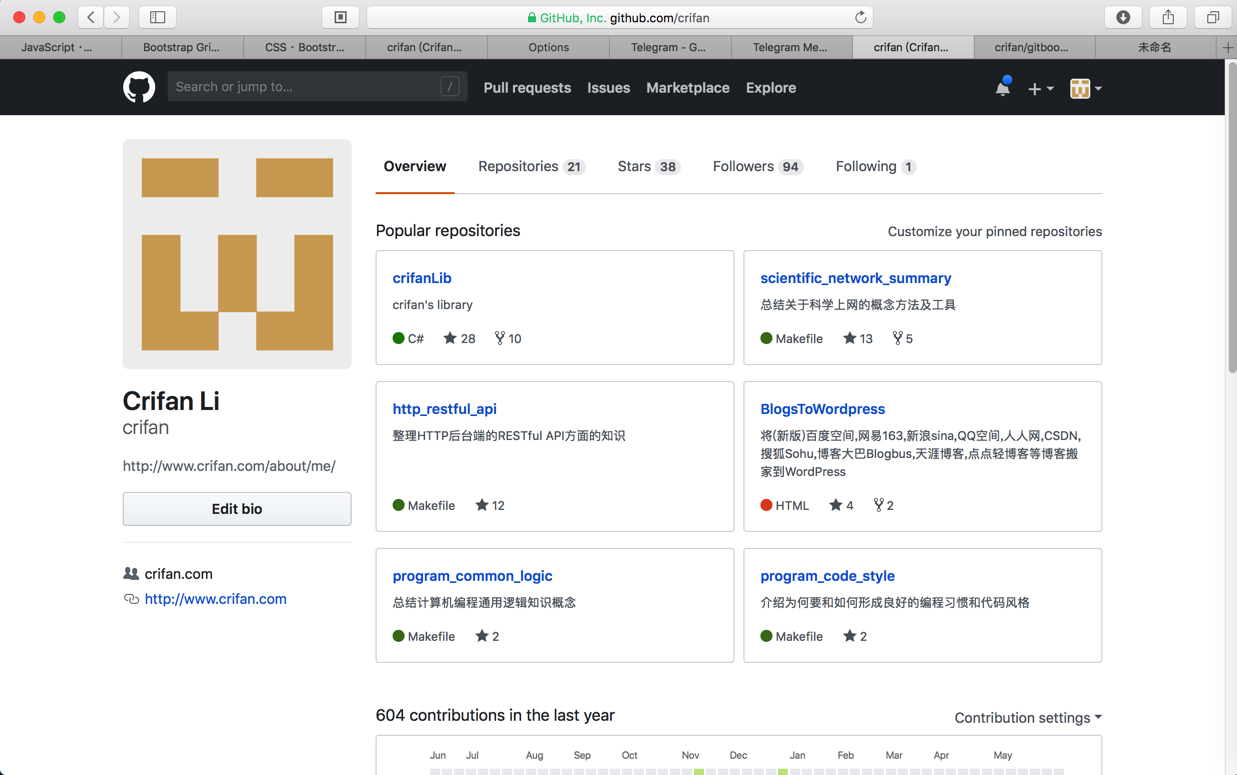 GitHub, Inc. github.com/crifan
JavaScript ·...
Bootstrap Gri...
CSS · Bootstr...
crifan (Crifan...
Options
Telegram - G...
Telegram Me...
crifan (Crifan...
crifan/gitboo...
未命名
Search or jump to...
/
Pull requests
Issues
Marketplace
Explore
Overview
Repositories 21
Stars 38
Followers 94
Following 1
Popular repositories
Customize your pinned repositories
crifanLib
crifan's library
C# 28 10
scientific_network_summary
总结关于科学上网的概念方法及工具
Makefile 13 5
http_restful_api
整理HTTP后台端的RESTful API方面的知识
Makefile 12
BlogsToWordpress
将(新版)百度空间,网易163,新浪sina,QQ空间,人人网,CSDN,
搜狐Sohu,博客大巴Blogbus,天涯博客,点点轻博客等博客搬
家到WordPress
HTML 4 2
program_common_logic
总结计算机编程通用逻辑知识概念
Makefile 2
program_code_style
介绍为何要和如何形成良好的编程习惯和代码风格
Makefile 2
Crifan Li
crifan
http://www.crifan.com/about/me/
Edit bio
crifan.com
http://www.crifan.com
604 contributions in the last year
Contribution settings
Jun Jul Aug Sep Oct Nov Dec Jan Feb Mar Apr May